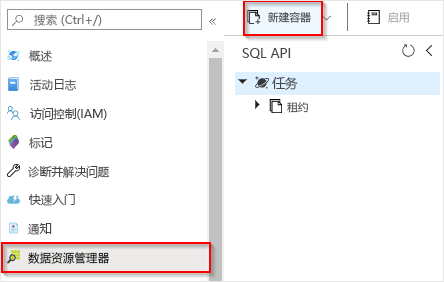 搜索 (Ctrl+/)
«
概述
活动日志
访问控制(IAM)
标记
诊断并解决问题
快速入门
通知
数据资源管理器
新建容器
启用
SQL API
任务
租约